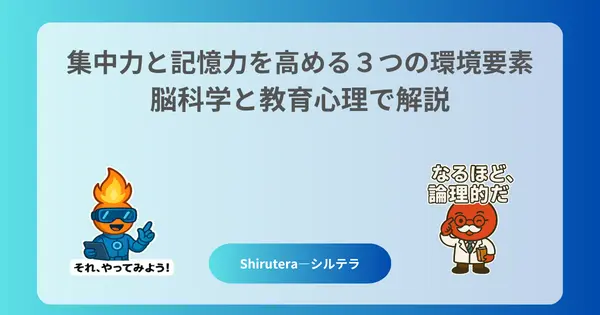 集中力と記憶力を高める３つの環境要素
脳科学と教育心理で解説
なるほど、
論理的だ
それ、やってみよう!
Shirutera―シルテラ